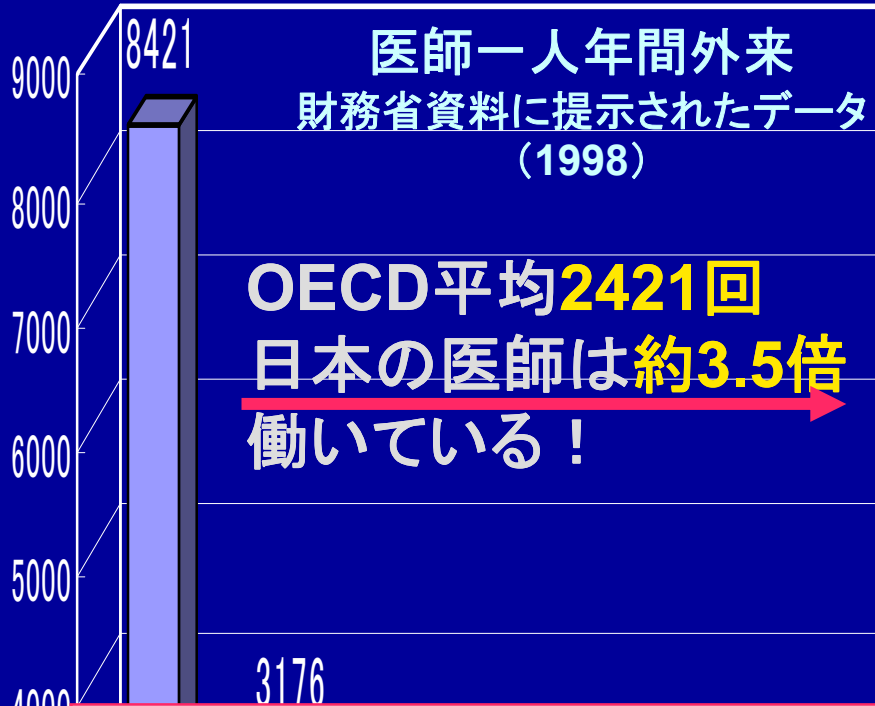 医師一人年間外来
財務省資料に提示されたデータ
（1998）
8421
9000
8000
7000
6000
5000
4000
OECD平均2421回
日本の医師は約3.5倍
働いている！
3176